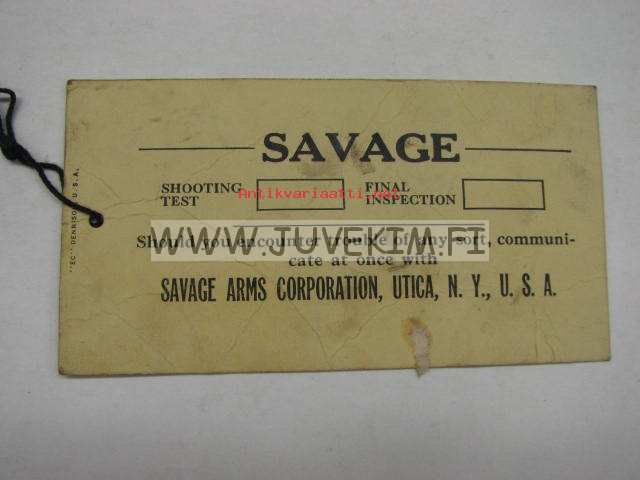 SAVAGE
SHOOTING TEST
FINAL INSPECTION
Antikvariaatti.net
WWW.JUVEKIM.FI
Should you encounter trouble of any sort, communi-
cate at once with
SAVAGE ARMS CORPORATION, UTICA, N. Y., U. S. A.
"EC" DENNISON U. S. A.